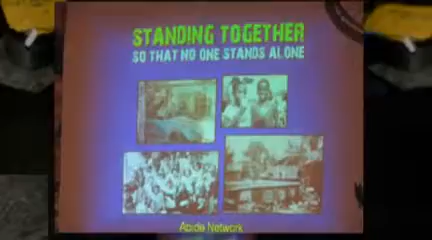 STANDING TOGETHER
SO THAT NO ONE STANDS ALONE
Abide Network